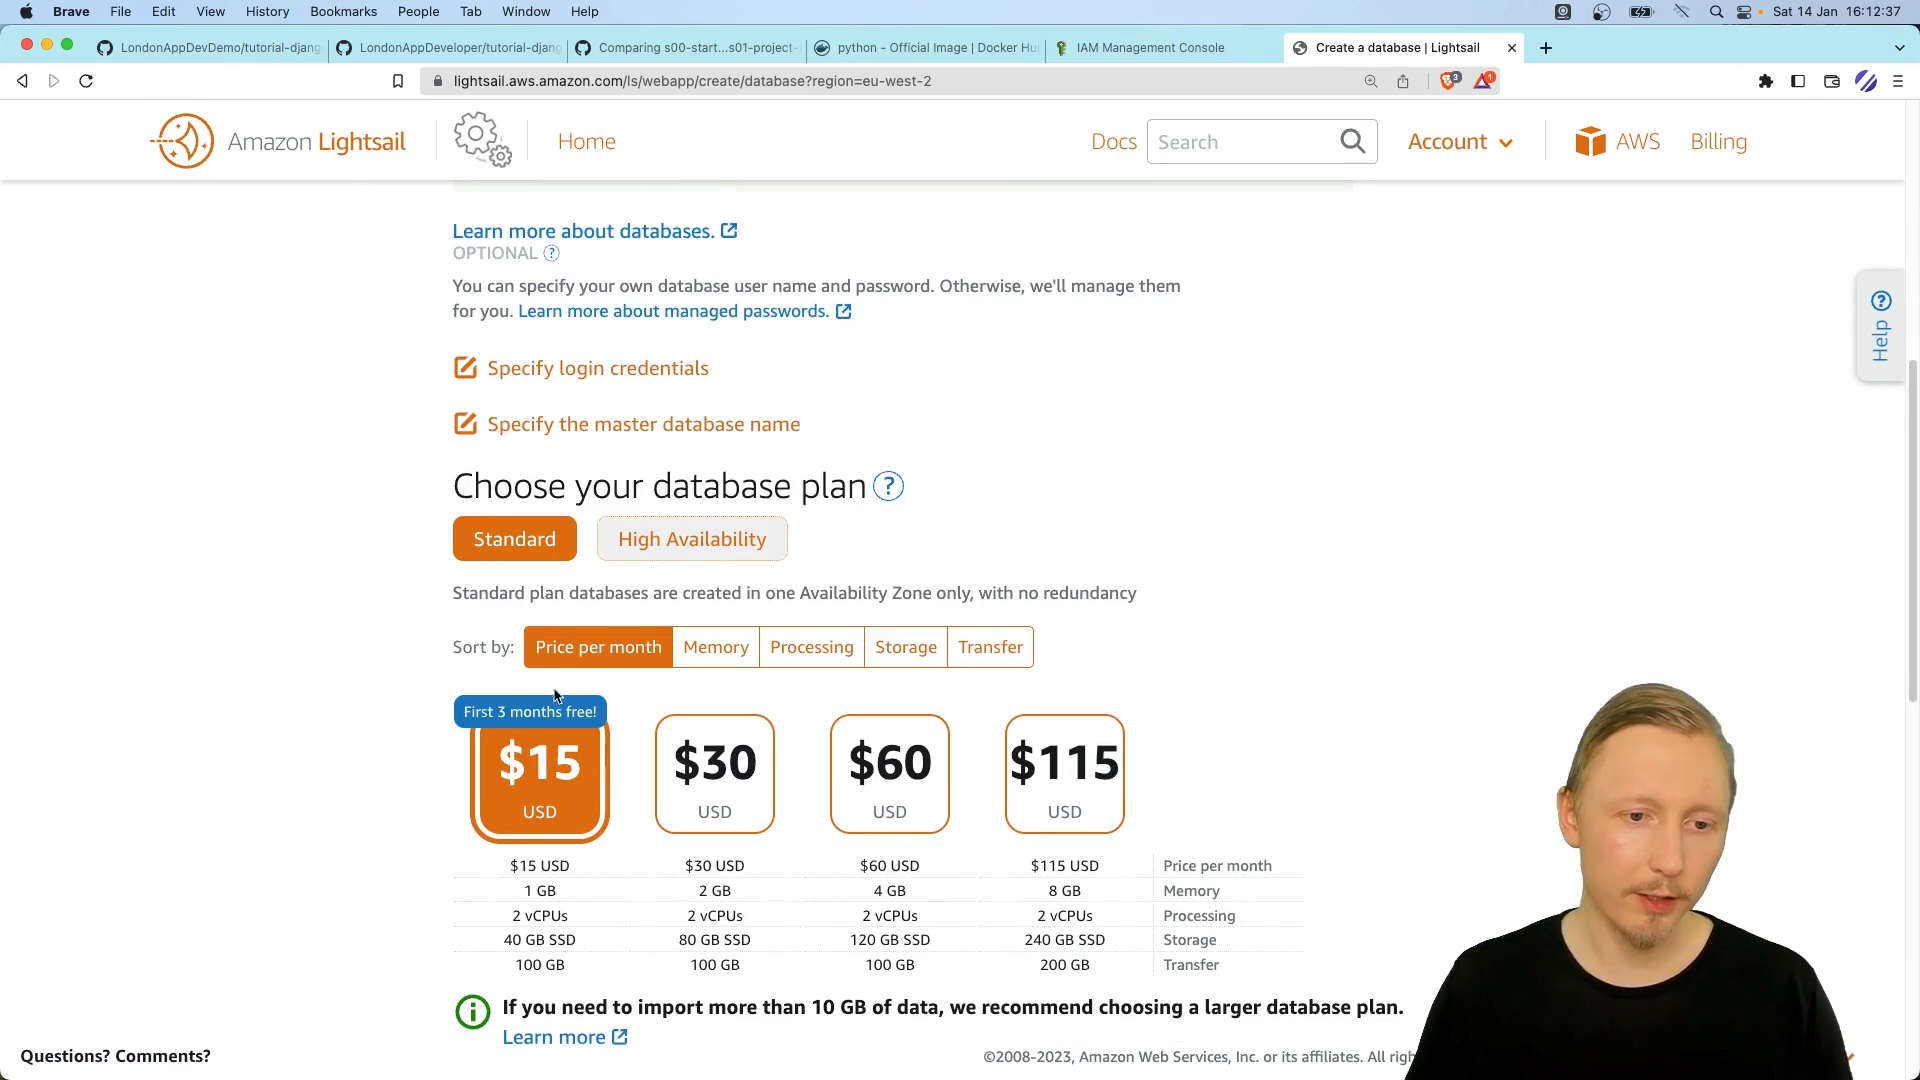 Brave File Edit View History Bookmarks People Tab Window Help Sat 14 Jan 16:12:37
LondonAppDevDemo/tutorial-djang LondonAppDeveloper/tutorial-djang Comparing s00-start...s01-project- python - Official Image | Docker Hu IAM Management Console Create a database | Lightsail
lightsail.aws.amazon.com/ls/webapp/create/database?region=eu-west-2 3 1
Amazon Lightsail Home Docs Search Account AWS Billing
Learn more about databases.
OPTIONAL ?
You can specify your own database user name and password. Otherwise, we'll manage them
for you. Learn more about managed passwords.
Help ?
Specify login credentials
Specify the master database name
Choose your database plan ?
Standard High Availability
Standard plan databases are created in one Availability Zone only, with no redundancy
Sort by: Price per month Memory Processing Storage Transfer
First 3 months free!
$15 $30 $60 $115
USD USD USD USD
$15 USD $30 USD $60 USD $115 USD Price per month
1 GB 2 GB 4 GB 8 GB Memory
2 vCPUs 2 vCPUs 2 vCPUs 2 vCPUs Processing
40 GB SSD 80 GB SSD 120 GB SSD 240 GB SSD Storage
100 GB 100 GB 100 GB 200 GB Transfer
If you need to import more than 10 GB of data, we recommend choosing a larger database plan.
Learn more
Questions? Comments? ©2008-2023, Amazon Web Services, Inc. or its affiliates. All righ